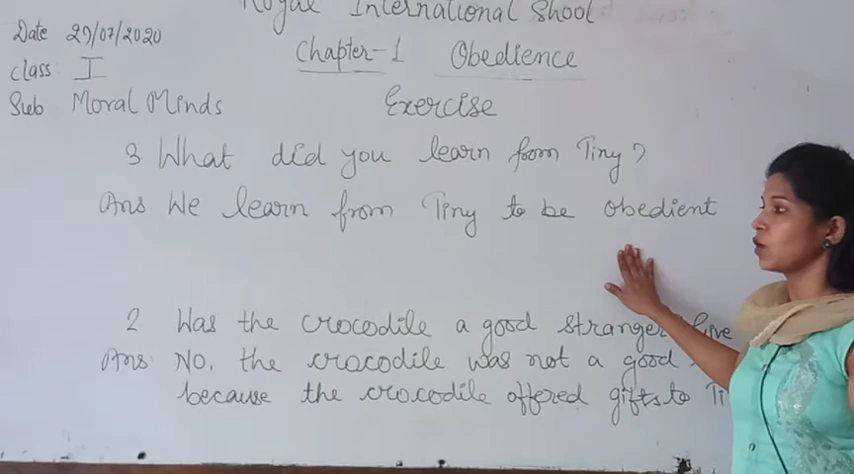 Royal International Shool
Date 29/07/2020
Chapter-1 Obedience
Class I
Sub Moral Minds
Exercise
3 What did you learn from Tiny?
Ans We learn from Tiny to be obedient
2 Was the crocodile a good stranger?
Ans No, the crocodile was not a good
because the crocodile offered gifts to